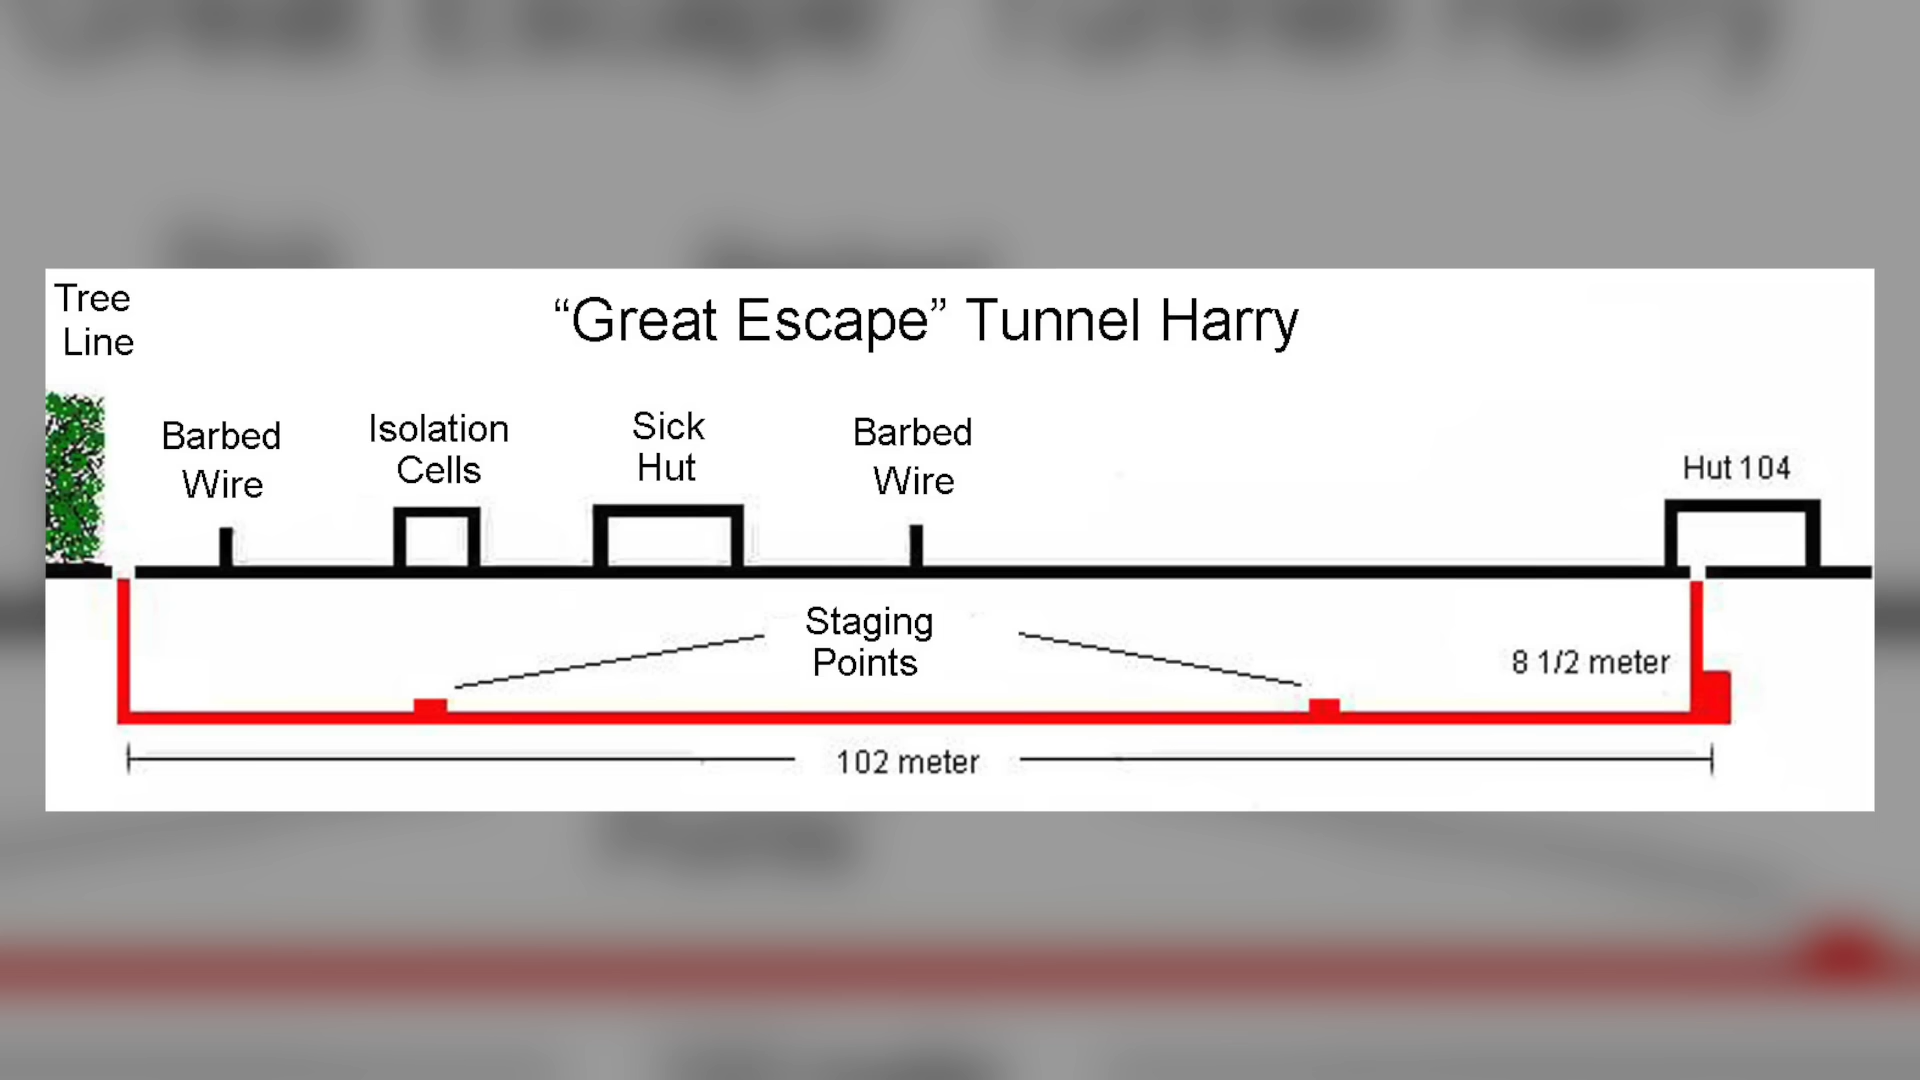 Tree
Line
“Great Escape” Tunnel Harry
Barbed
Wire
Isolation
Cells
Sick
Hut
Barbed
Wire
Hut 104
Staging
Points
8 1/2 meter
102 meter